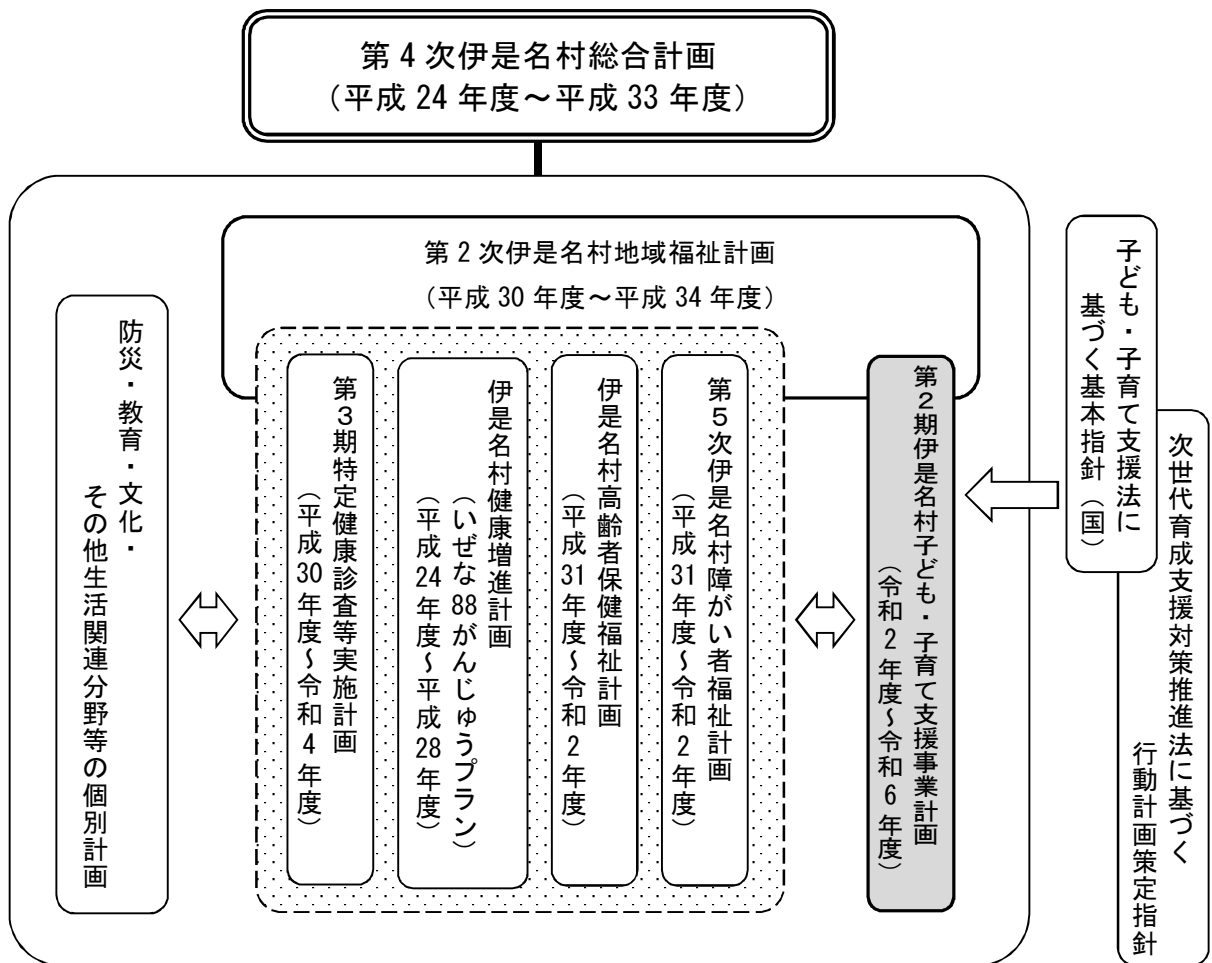 第４次伊是名村総合計画
（平成 24 年度～平成 33 年度）
第２次伊是名村地域福祉計画
（平成 30 年度～平成 34 年度）
防災・教育・文化・
その他生活関連分野等の個別計画
第３期特定健康診査等実施計画
（平成 30 年度～令和 4 年度）
伊是名村健康増進計画
（いぜな 88 がんじゅうプラン）
（平成 24 年度～平成 28 年度）
伊是名村高齢者保健福祉計画
（平成 31 年度～令和 2 年度）
第５次伊是名村障がい者福祉計画
（平成 31 年度～令和 2 年度）
第２期伊是名村子ども・子育て支援事業計画
（令和 2 年度～令和 6 年度）
子ども・子育て支援法に
基づく基本指針（国）
次世代育成支援対策推進法に基づく
行動計画策定指針